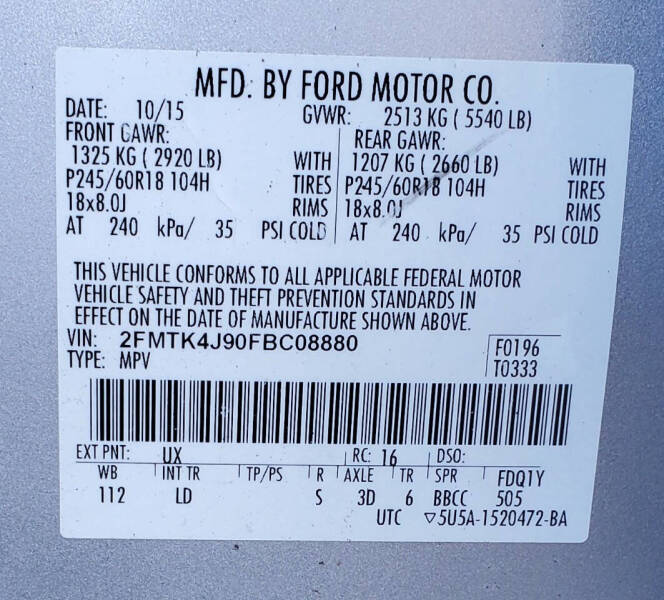 MFD. BY FORD MOTOR CO.
DATE: 10/15 GVWR: 2513 KG ( 5540 LB)
FRONT GAWR: REAR GAWR:
1325 KG ( 2920 LB) WITH 1207 KG ( 2660 LB) WITH
P245/60R18 104H TIRES P245/60R18 104H TIRES
18x8.0J RIMS 18x8.0J RIMS
AT 240 kPa/ 35 PSI COLD AT 240 kPa/ 35 PSI COLD
THIS VEHICLE CONFORMS TO ALL APPLICABLE FEDERAL MOTOR
VEHICLE SAFETY AND THEFT PREVENTION STANDARDS IN
EFFECT ON THE DATE OF MANUFACTURE SHOWN ABOVE.
VIN: 2FMTK4J90FBC08880 F0196
TYPE: MPV T0333
EXT PNT: UX RC: 16 DSO:
WB INT TR TP/PS R AXLE TR SPR FDQ1Y
112 LD S 3D 6 BBCC 505
UTC ▽5U5A-1520472-BA